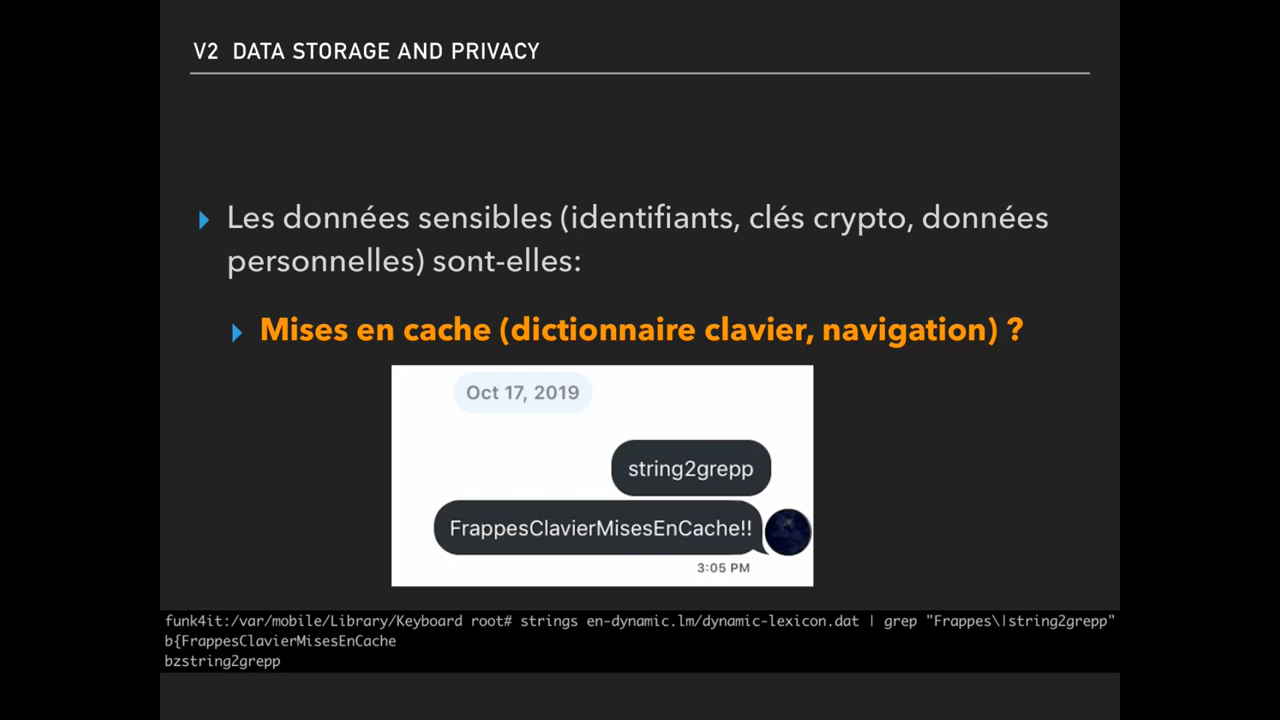 V2 DATA STORAGE AND PRIVACY
Les données sensibles (identifiants, clés crypto, données
personnelles) sont-elles:
Mises en cache (dictionnaire clavier, navigation) ?
Oct 17, 2019
string2grepp
FrappesClavierMisesEnCache!!
3:05 PM
funk4it:/var/mobile/Library/Keyboard root# strings en-dynamic.lm/dynamic-lexicon.dat | grep "Frappes\|string2grepp"
b{FrappesClavierMisesEnCache
bzstring2grepp